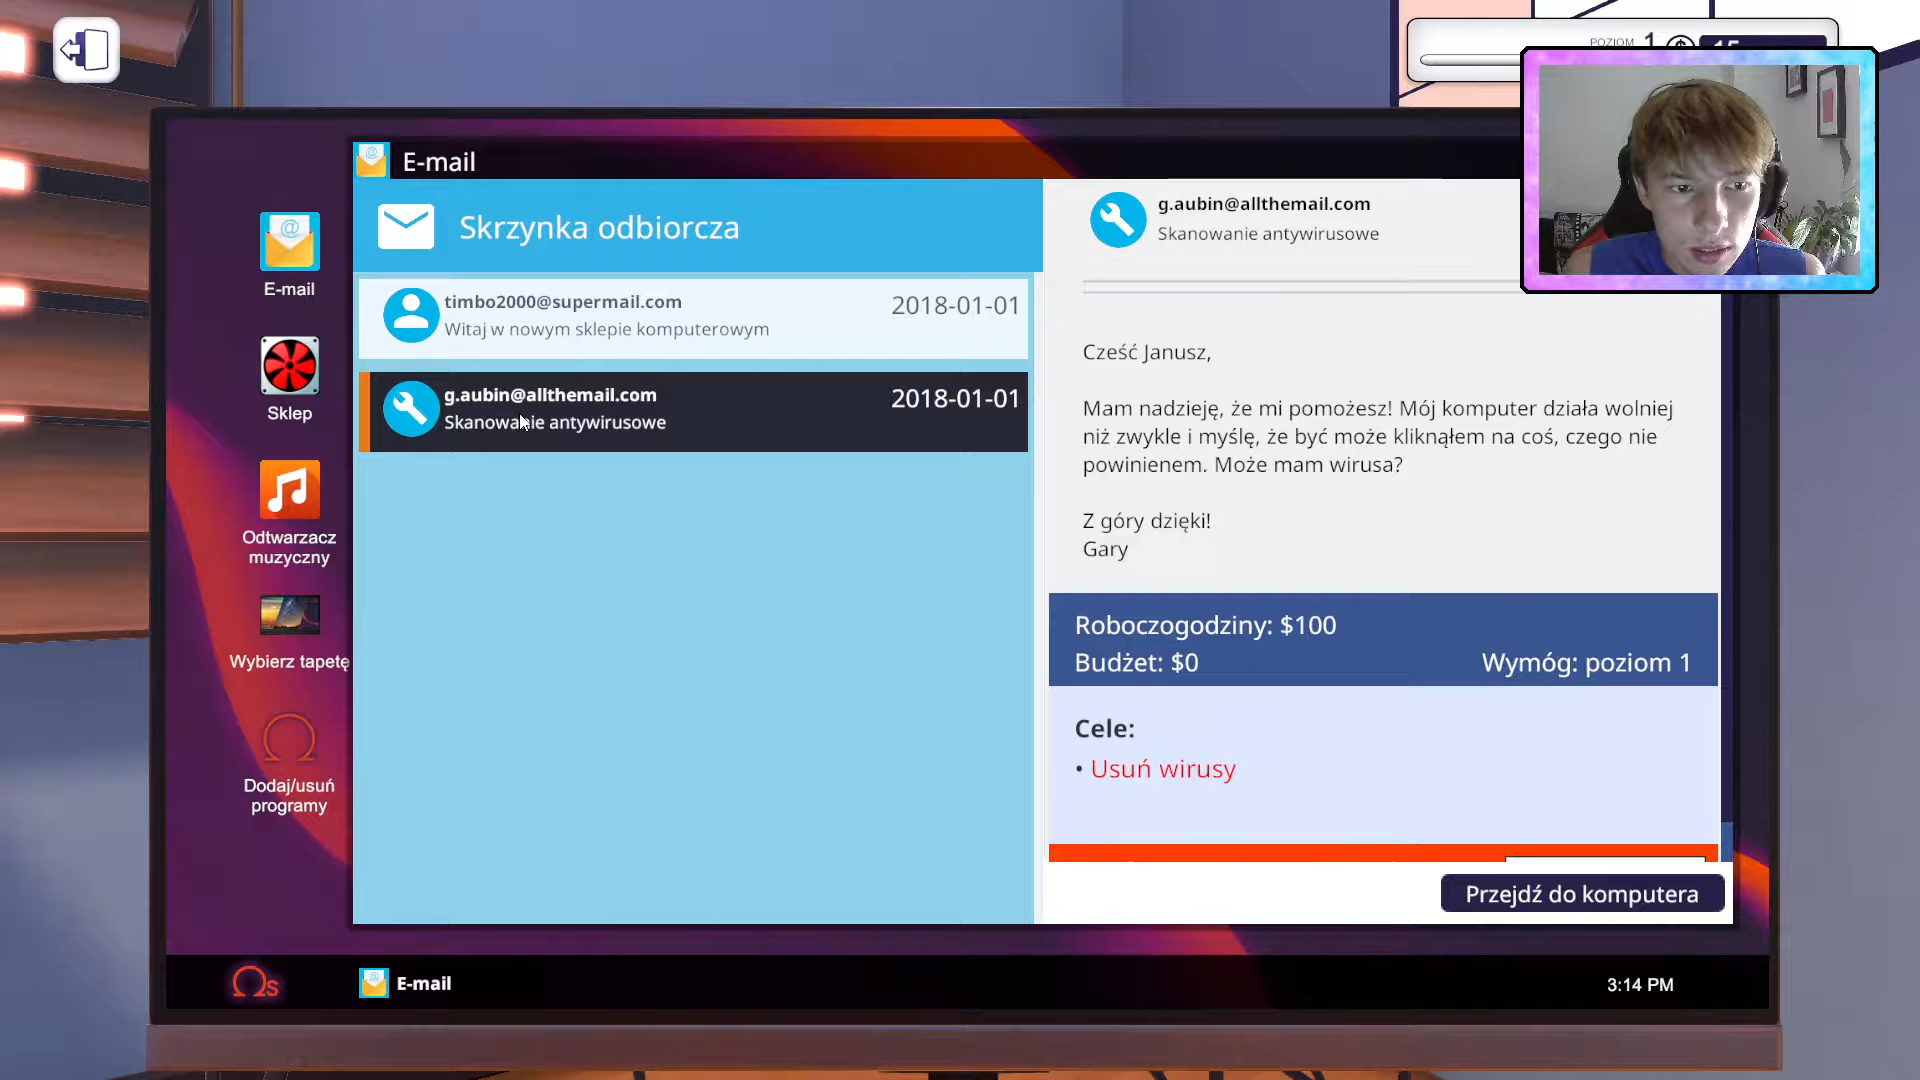 POZIOM 1
E-mail
Skrzynka odbiorcza
timbo2000@supermail.com
2018-01-01
Witaj w nowym sklepie komputerowym
g.aubin@allthemail.com
2018-01-01
Skanowanie antywirusowe
g.aubin@allthemail.com
Skanowanie antywirusowe
Cześć Janusz,
Mam nadzieję, że mi pomożesz! Mój komputer działa wolniej
niż zwykle i myślę, że być może kliknąłem na coś, czego nie
powinienem. Może mam wirusa?
Z góry dzięki!
Gary
Roboczogodziny: $100
Budżet: $0
Wymóg: poziom 1
Cele:
• Usuń wirusy
Przejdź do komputera
E-mail
Sklep
Odtwarzacz
muzyczny
Wybierz tapetę
Dodaj/usuń
programy
Ωs
E-mail
3:14 PM